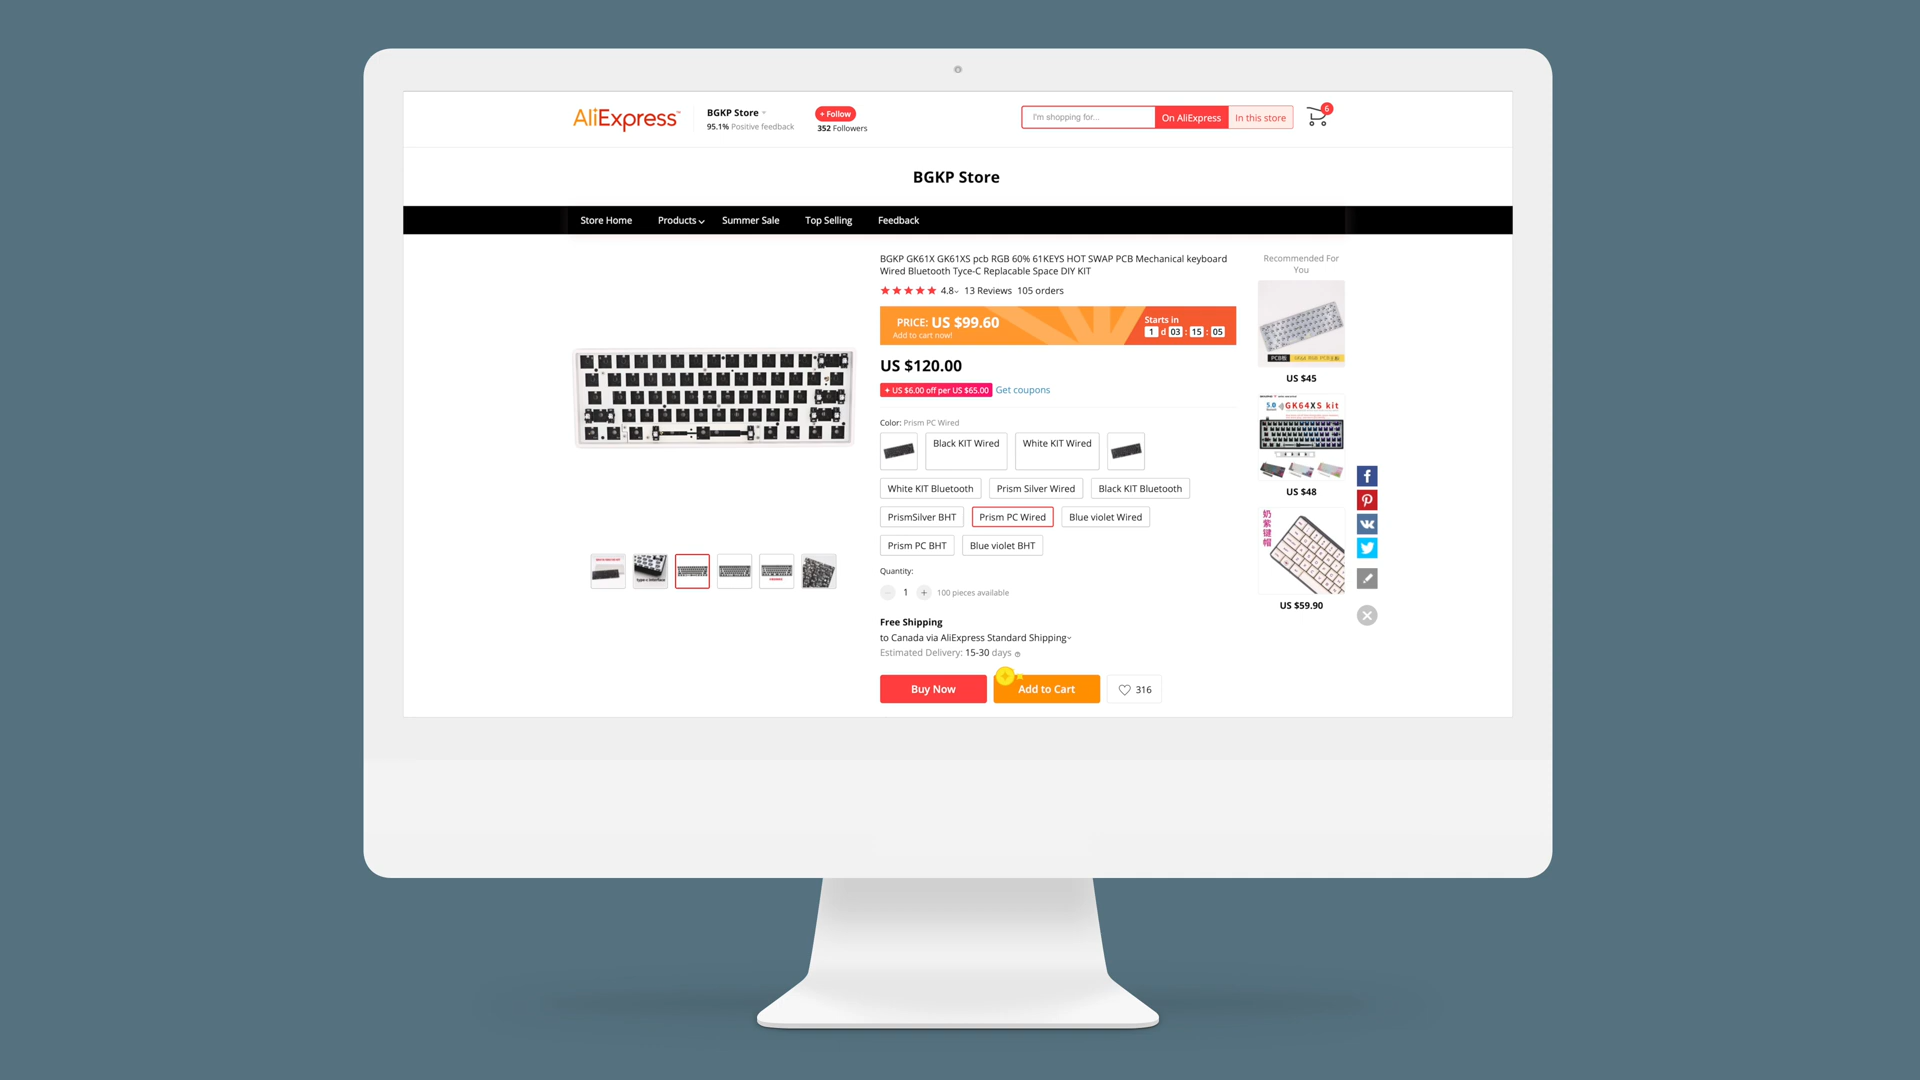 AliExpress™
BGKP Store
95.1% Positive feedback
+ Follow
352 Followers
I'm shopping for...
On AliExpress
In this store
6
BGKP Store
Store Home
Products
Summer Sale
Top Selling
Feedback
BGKP GK61X GK61XS pcb RGB 60% 61KEYS HOT SWAP PCB Mechanical keyboard
Wired Bluetooth Tyce-C Replacable Space DIY KIT
4.8
13 Reviews
105 orders
PRICE: US $99.60
Add to cart now!
Starts in
1 d 03 : 15 : 05
US $120.00
US $6.00 off per US $65.00
Get coupons
Color: Prism PC Wired
Black KIT Wired
White KIT Wired
White KIT Bluetooth
Prism Silver Wired
Black KIT Bluetooth
PrismSilver BHT
Prism PC Wired
Blue violet Wired
Prism PC BHT
Blue violet BHT
Quantity:
1
+
100 pieces available
Free Shipping
to Canada via AliExpress Standard Shipping
Estimated Delivery: 15-30 days
Buy Now
Add to Cart
316
Recommended For
You
US $45
5.0
GK64XS kit
US $48
奶
紫
键
帽
US $59.90